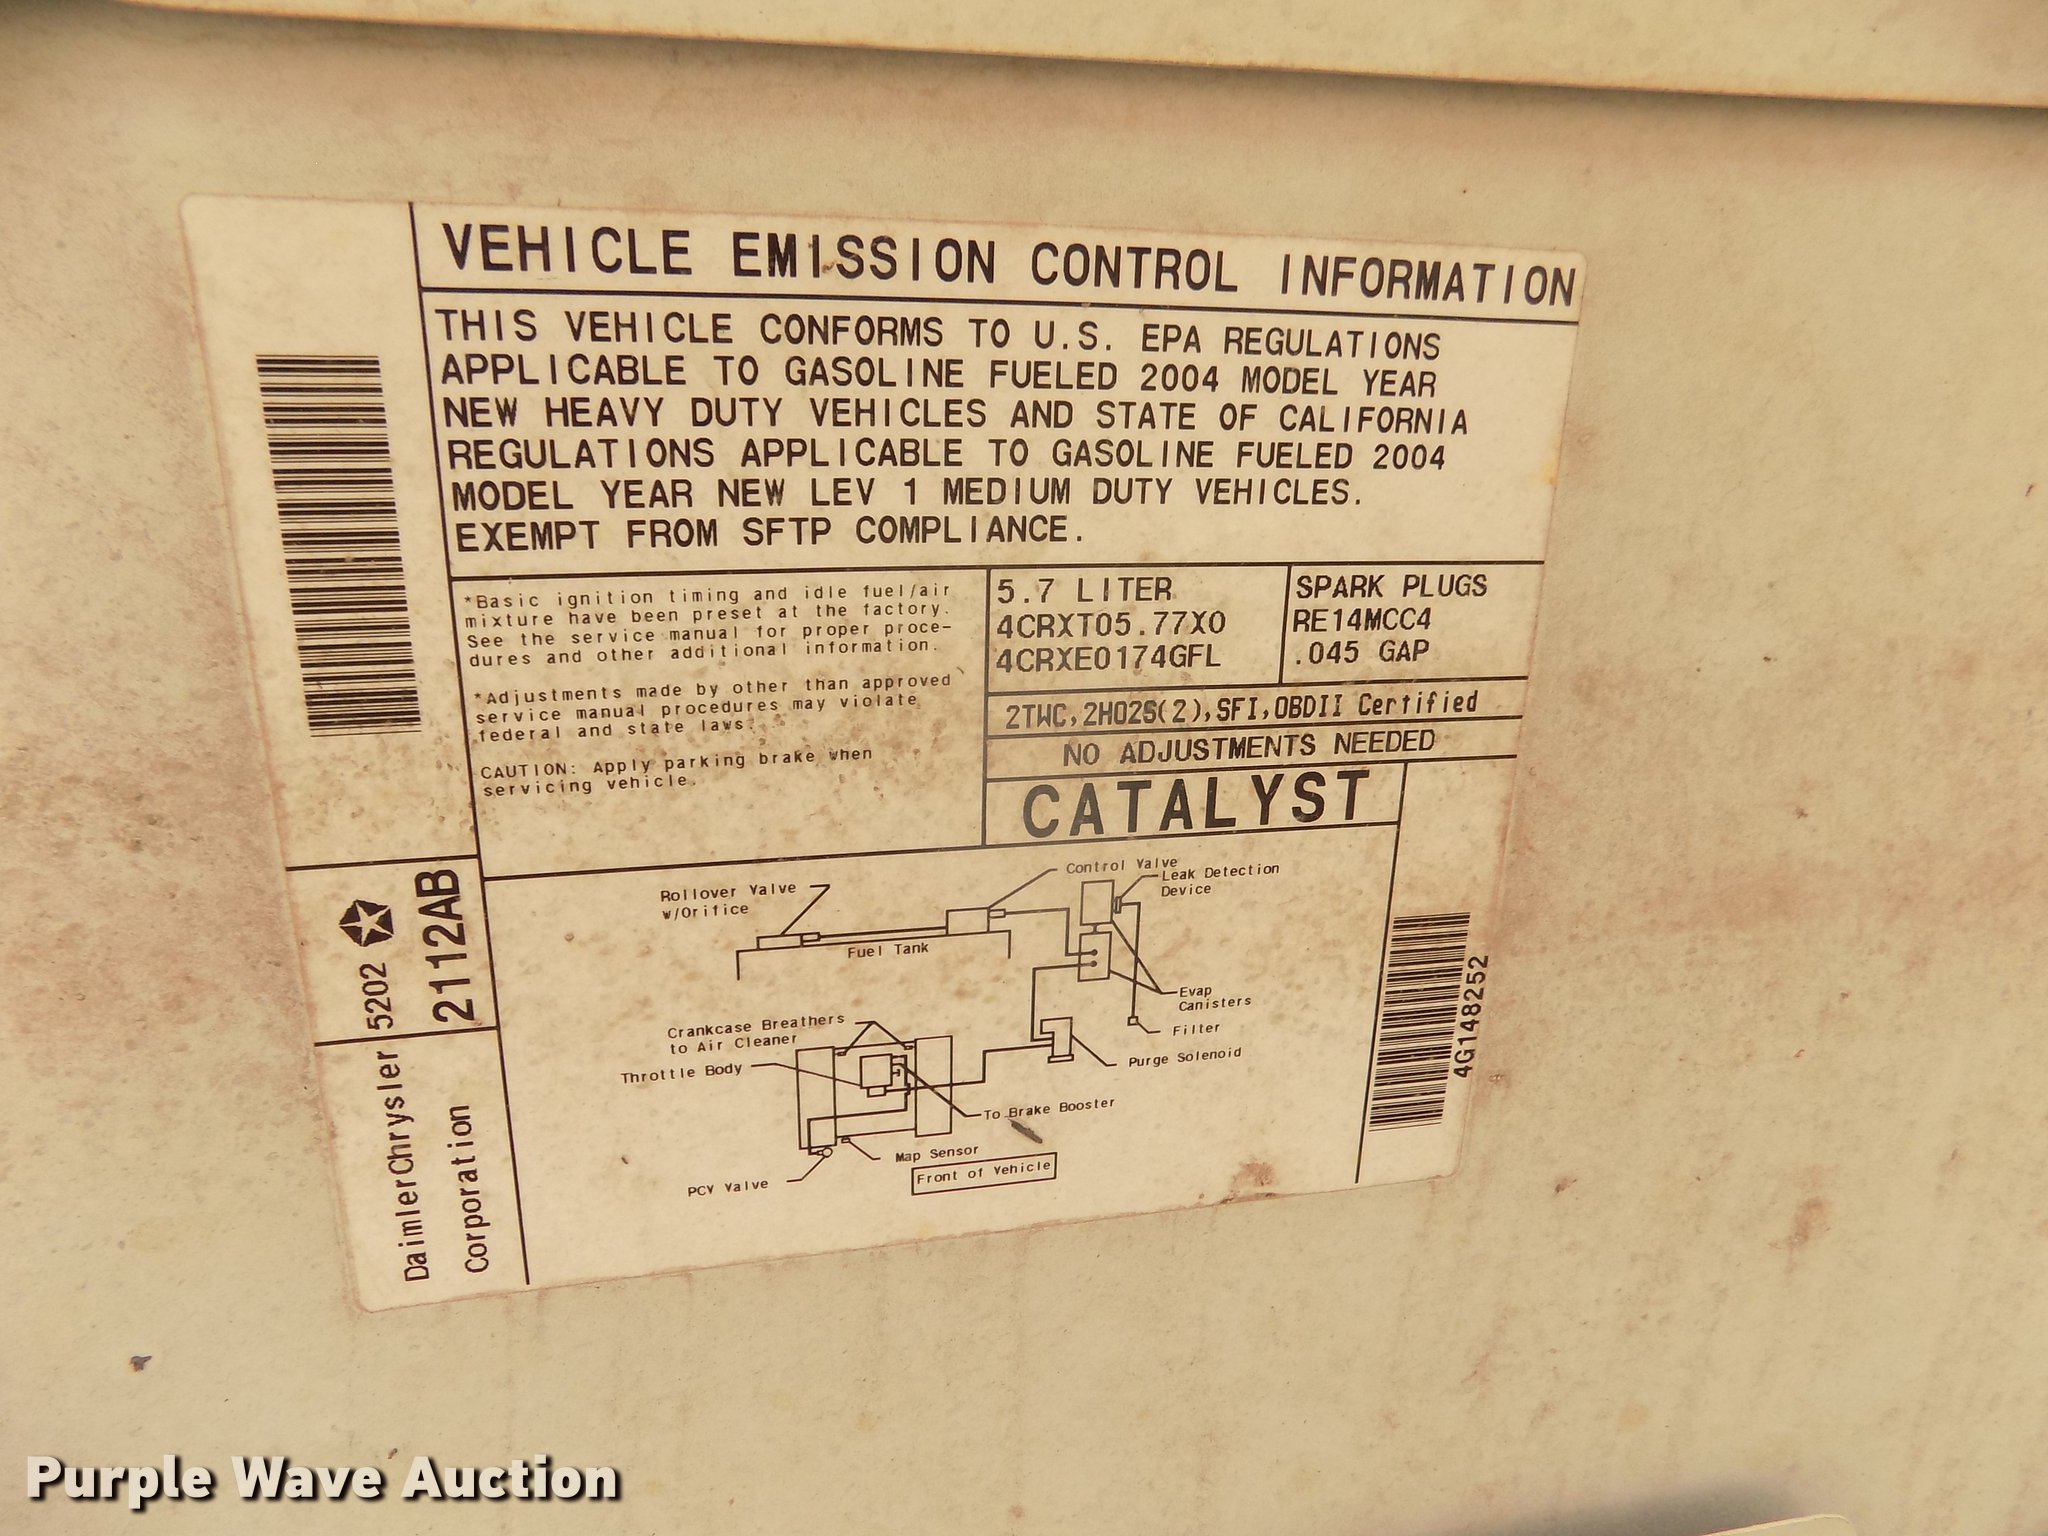 VEHICLE EMISSION CONTROL INFORMATION
THIS VEHICLE CONFORMS TO U.S. EPA REGULATIONS
APPLICABLE TO GASOLINE FUELED 2004 MODEL YEAR
NEW HEAVY DUTY VEHICLES AND STATE OF CALIFORNIA
REGULATIONS APPLICABLE TO GASOLINE FUELED 2004
MODEL YEAR NEW LEV 1 MEDIUM DUTY VEHICLES.
EXEMPT FROM SFTP COMPLIANCE.
*Basic ignition timing and idle fuel/air
mixture have been preset at the factory.
See the service manual for proper proce-
dures and other additional information.
*Adjustments made by other than approved
service manual procedures may violate
federal and state laws.
CAUTION: Apply parking brake when
servicing vehicle.
5.7 LITER
4CRXT05.77X0
4CRXE0174GFL
SPARK PLUGS
RE14MCC4
.045 GAP
2TWC,2HO2S(2),SFI,OBDII Certified
NO ADJUSTMENTS NEEDED
CATALYST
Rollover Valve
w/Orifice
Fuel Tank
Control Valve
Leak Detection
Device
Evap
Canisters
Filter
Purge Solenoid
Crankcase Breathers
to Air Cleaner
Throttle Body
To Brake Booster
Map Sensor
PCV Valve
Front of Vehicle
4G148252
5202
2112AB
DaimlerChrysler
Corporation
Purple Wave Auction